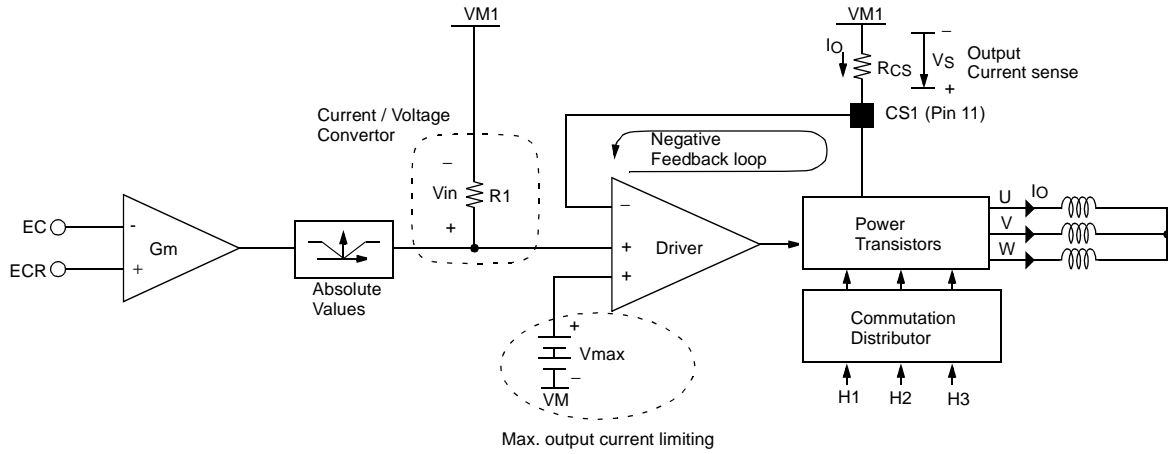 VM1
VM1
IO
RCS
−
VS
+
Output
Current sense
CS1 (Pin 11)
Current / Voltage
Convertor
−
Vin
+
R1
Negative
Feedback loop
EC
ECR
-
+
Gm
Absolute
Values
−
+
+
Driver
Power
Transistors
U
V
W
IO
Commutation
Distributor
H1
H2
H3
+
Vmax
−
VM
Max. output current limiting